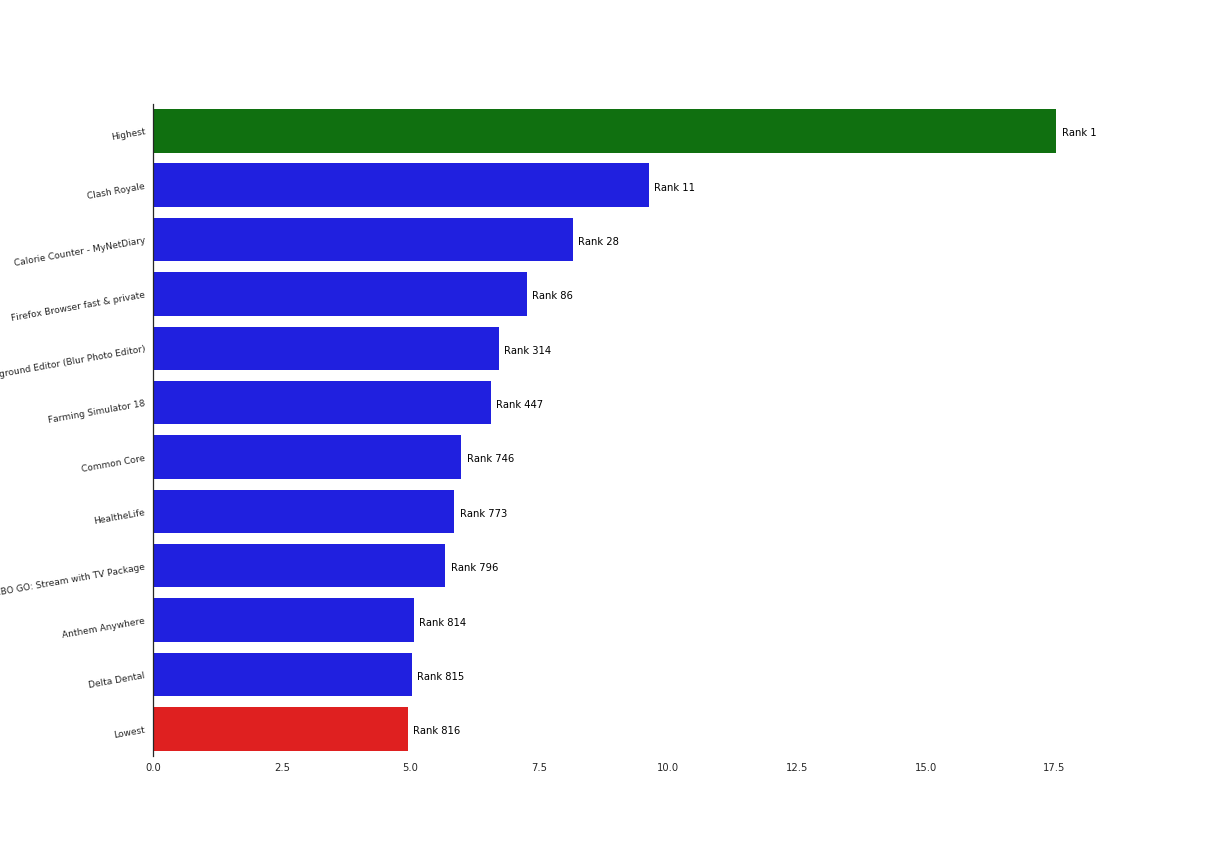 Highest
Rank 1
Clash Royale
Rank 11
Calorie Counter - MyNetDiary
Rank 28
Firefox Browser fast & private
Rank 86
Editor (Blur Photo Editor)
Rank 314
Farming Simulator 18
Rank 447
Common Core
Rank 746
HealtheLife
Rank 773
GO: Stream with TV Package
Rank 796
Anthem Anywhere
Rank 814
Delta Dental
Rank 815
Lowest
Rank 816
0.0 2.5 5.0 7.5 10.0 12.5 15.0 17.5